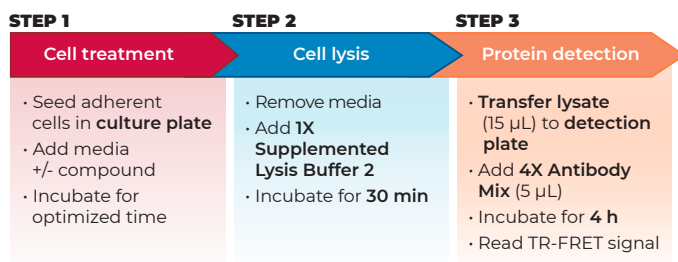 STEP 1
Cell treatment
· Seed adherent
cells in culture plate
· Add media
+/- compound
· Incubate for
optimized time
STEP 2
Cell lysis
· Remove media
· Add 1X
Supplemented
Lysis Buffer 2
· Incubate for 30 min
STEP 3
Protein detection
· Transfer lysate
(15 µL) to detection
plate
· Add 4X Antibody
Mix (5 µL)
· Incubate for 4 h
· Read TR-FRET signal